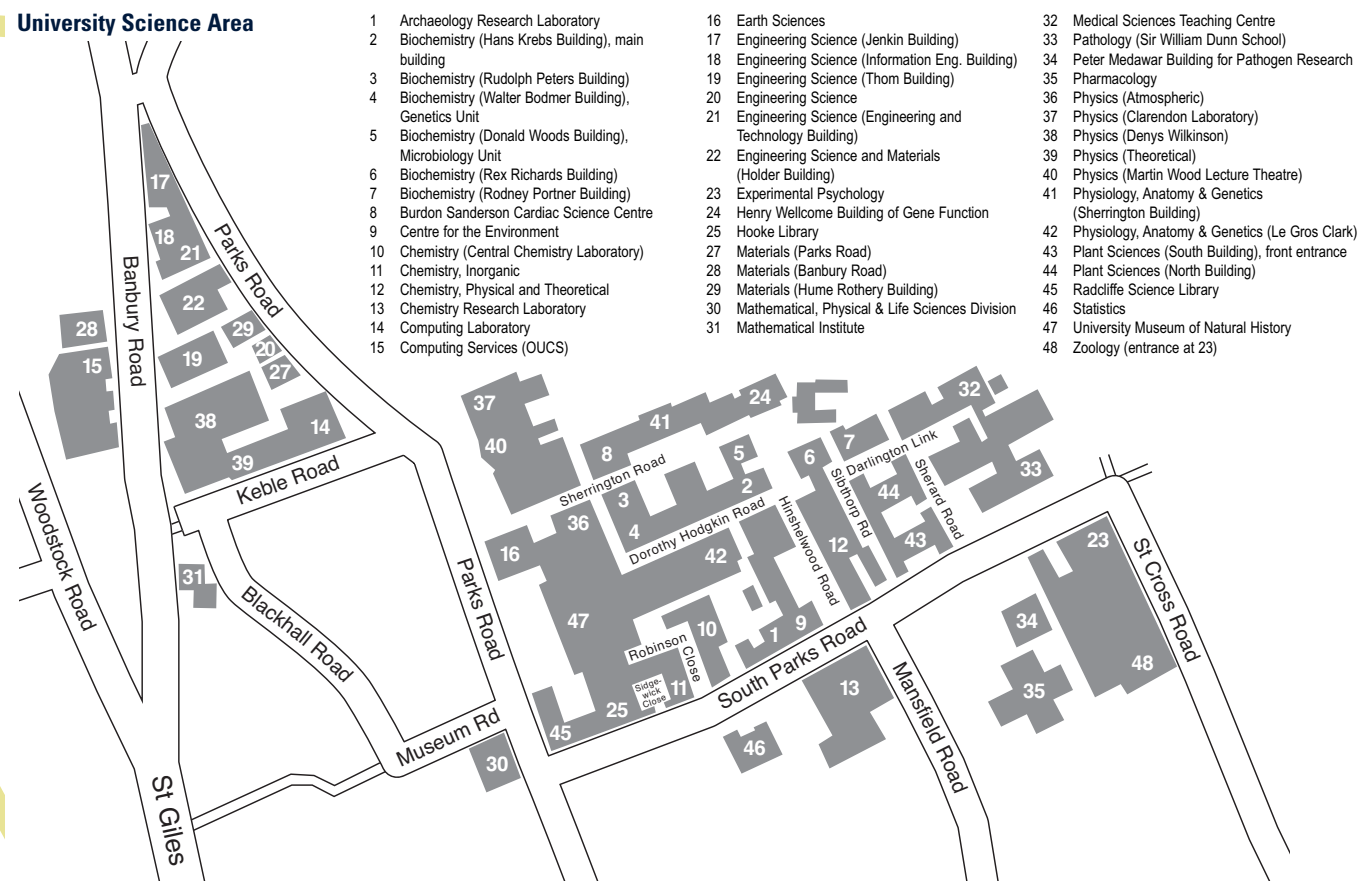 University Science Area
1 Archaeology Research Laboratory
2 Biochemistry (Hans Krebs Building), main
building
3 Biochemistry (Rudolph Peters Building)
4 Biochemistry (Walter Bodmer Building),
Genetics Unit
5 Biochemistry (Donald Woods Building),
Microbiology Unit
6 Biochemistry (Rex Richards Building)
7 Biochemistry (Rodney Portner Building)
8 Burdon Sanderson Cardiac Science Centre
9 Centre for the Environment
10 Chemistry (Central Chemistry Laboratory)
11 Chemistry, Inorganic
12 Chemistry, Physical and Theoretical
13 Chemistry Research Laboratory
14 Computing Laboratory
15 Computing Services (OUCS)
16 Earth Sciences
17 Engineering Science (Jenkin Building)
18 Engineering Science (Information Eng. Building)
19 Engineering Science (Thom Building)
20 Engineering Science
21 Engineering Science (Engineering and
Technology Building)
22 Engineering Science and Materials
(Holder Building)
23 Experimental Psychology
24 Henry Wellcome Building of Gene Function
25 Hooke Library
27 Materials (Parks Road)
28 Materials (Banbury Road)
29 Materials (Hume Rothery Building)
30 Mathematical, Physical & Life Sciences Division
31 Mathematical Institute
32 Medical Sciences Teaching Centre
33 Pathology (Sir William Dunn School)
34 Peter Medawar Building for Pathogen Research
35 Pharmacology
36 Physics (Atmospheric)
37 Physics (Clarendon Laboratory)
38 Physics (Denys Wilkinson)
39 Physics (Theoretical)
40 Physics (Martin Wood Lecture Theatre)
41 Physiology, Anatomy & Genetics
(Sherrington Building)
42 Physiology, Anatomy & Genetics (Le Gros Clark)
43 Plant Sciences (South Building), front entrance
44 Plant Sciences (North Building)
45 Radcliffe Science Library
46 Statistics
47 University Museum of Natural History
48 Zoology (entrance at 23)
17
18
21
Parks Road
Banbury Road
22
28
29
20
19
15
27
38
14
39
Keble Road
Woodstock Road
31
Blackhall Road
St Giles
Museum Rd
30
Parks Road
37
40
41
24
8
Sherrington Road
3
4
5
2
Dorothy Hodgkin Road
36
16
42
47
Robinson
Close
10
Sidge-
wick
Close
11
25
45
1
9
Hinshelwood Road
6
7
Sibthorp Rd
Darlington Link
12
44
43
Sherard Road
32
33
South Parks Road
46
13
Mansfield Road
34
35
23
48
St Cross Road